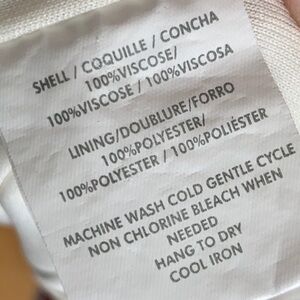 SHELL / COQUILLE / CONCHA
100%VISCOSE/
100%VISCOSE / 100%VISCOSA
LINING/DOUBLURE/FORRO
100%POLYESTER/
100%POLYESTER / 100%POLIÉSTER
MACHINE WASH COLD GENTLE CYCLE
NON CHLORINE BLEACH WHEN
NEEDED
HANG TO DRY
COOL IRON